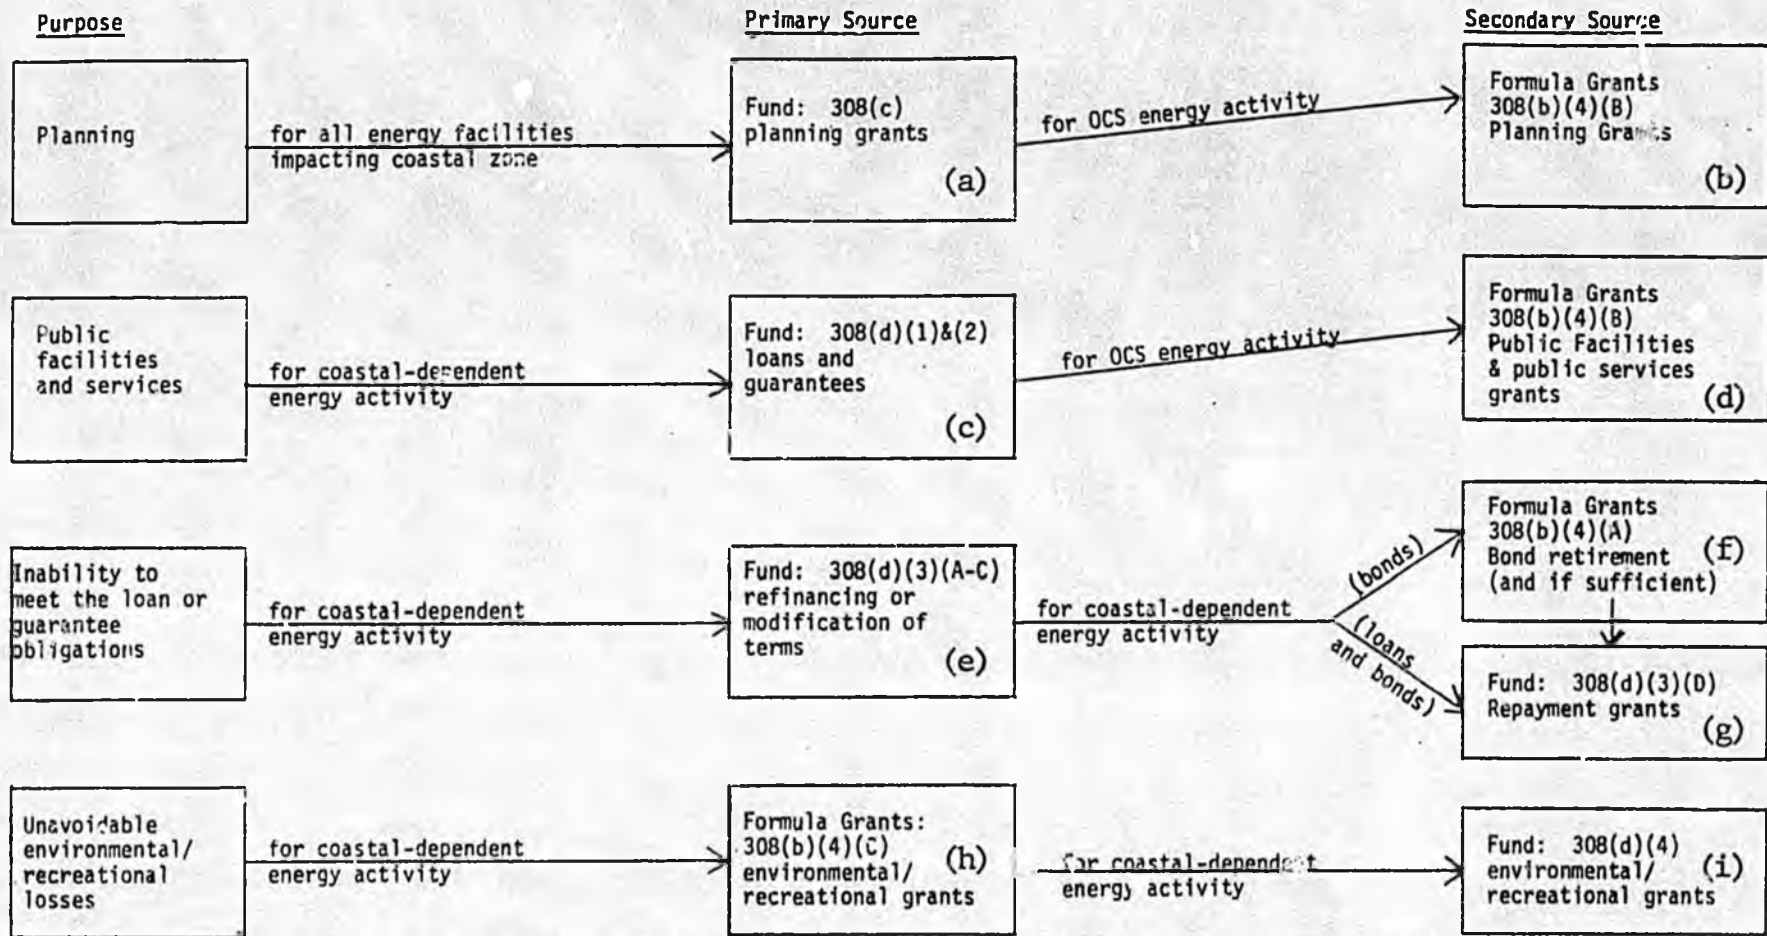 Purpose
Primary Source
Secondary Source
Planning
for all energy facilities
impacting coastal zone
Fund: 308(c)
planning grants
(a)
for OCS energy activity
Formula Grants
308(b)(4)(B)
Planning Grants
(b)
Public
facilities
and services
for coastal-dependent
energy activity
Fund: 308(d)(1)&(2)
loans and
guarantees
(c)
for OCS energy activity
Formula Grants
308(b)(4)(B)
Public Facilities
& public services
grants
(d)
Inability to
meet the loan or
guarantee
obligations
for coastal-dependent
energy activity
Fund: 308(d)(3)(A-C)
refinancing or
modification of
terms
(e)
for coastal-dependent
energy activity
(bonds)
(loans
and bonds)
Formula Grants
308(b)(4)(A)
Bond retirement
(and if sufficient)
(f)
Fund: 308(d)(3)(D)
Repayment grants
(g)
Unavoidable
environmental/
recreational
losses
for coastal-dependent
energy activity
Formula Grants:
308(b)(4)(C)
environmental/
recreational grants
(h)
for coastal-dependent
energy activity
Fund: 308(d)(4)
environmental/
recreational grants
(i)